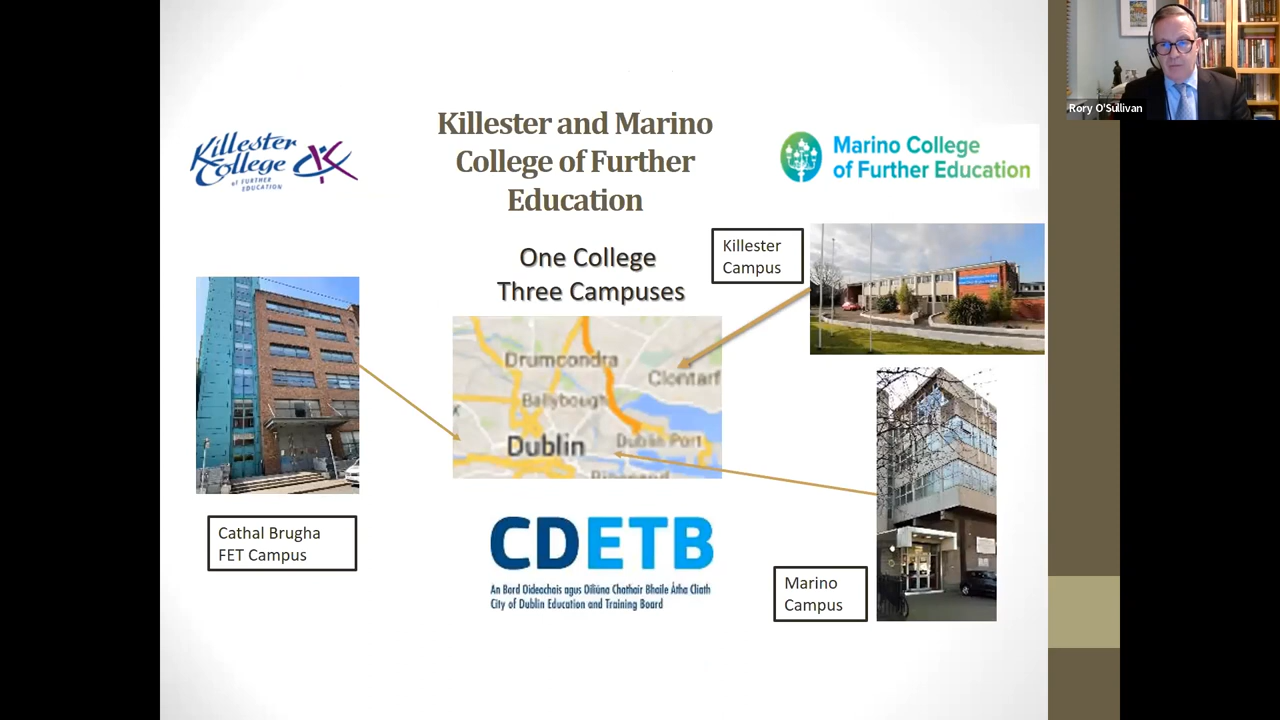 Rory O'Sullivan
Killester and Marino
College of Further
Education
Killester
College
of FURTHER
EDUCATION
Marino College
of Further Education
One College
Three Campuses
Killester
Campus
Drumcondra
Clontarf
Ballybough
Dublin
Dublin Port
Cathal Brugha
FET Campus
CDETB
An Bord Oideachais agus Oiliúna Chathair Bhaile Átha Cliath
City of Dublin Education and Training Board
Marino
Campus